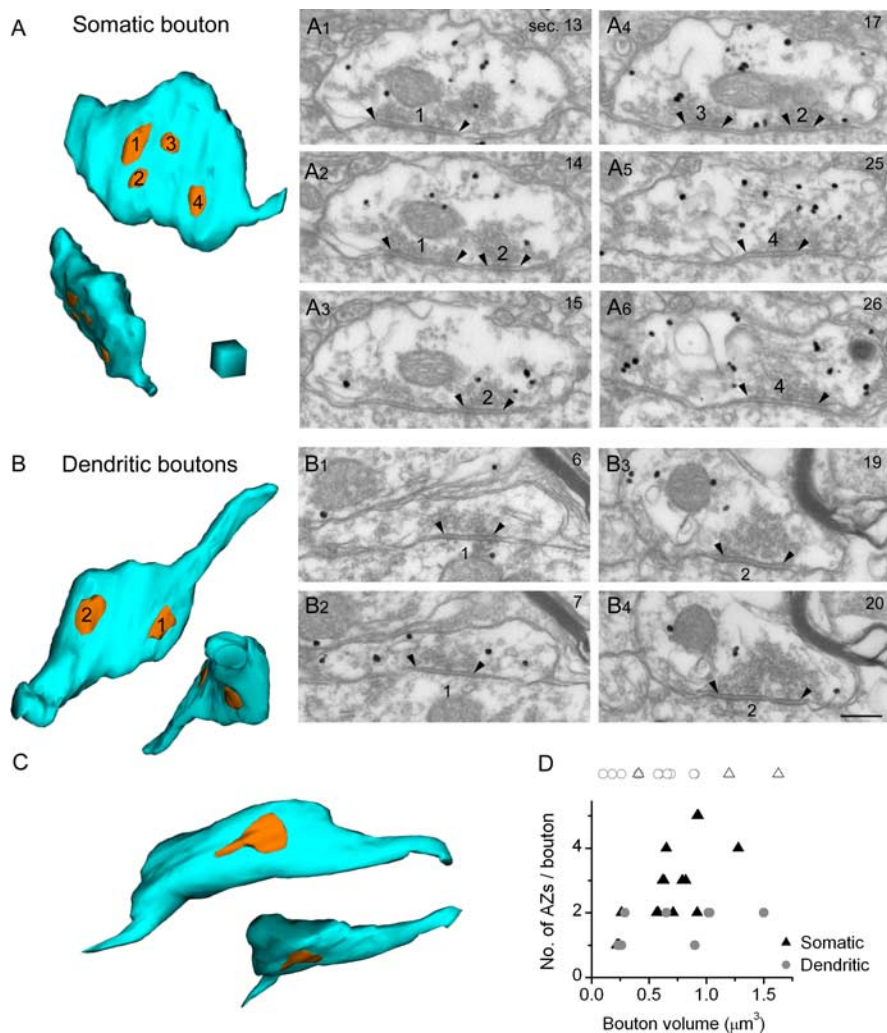 A Somatic bouton
1
3
2
4
A1 sec. 13
1
A4 17
3 2
A2 14
1 2
A5 25
4
A3 15
2
A6 26
4
B Dendritic boutons
2
1
B1 6
1
B3 19
2
B2 7
1
B4 20
2
C
D
No. of AZs / bouton
4
2
0
Somatic
Dendritic
0.0 0.5 1.0 1.5
Bouton volume (μm³)